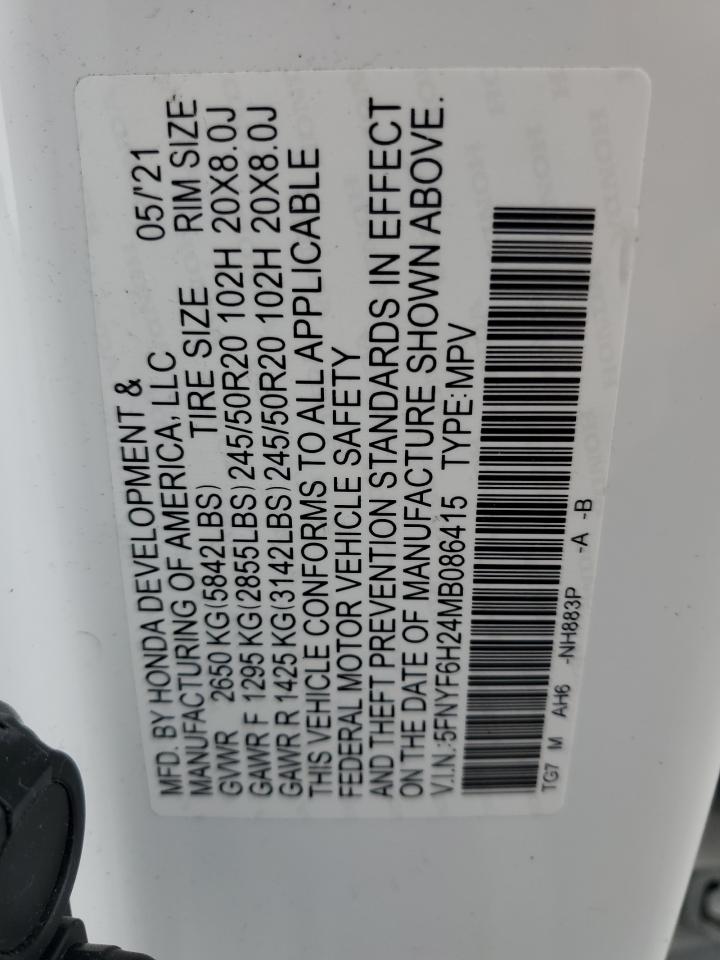 MFD. BY HONDA DEVELOPMENT & 05/'21
MANUFACTURING OF AMERICA, LLC
GVWR 2650 KG(5842LBS) TIRE SIZE RIM SIZE
GAWR F 1295 KG(2855LBS) 245/50R20 102H 20X8.0J
GAWR R 1425 KG(3142LBS) 245/50R20 102H 20X8.0J
THIS VEHICLE CONFORMS TO ALL APPLICABLE
FEDERAL MOTOR VEHICLE SAFETY
AND THEFT PREVENTION STANDARDS IN EFFECT
ON THE DATE OF MANUFACTURE SHOWN ABOVE.
V.I.N.:5FNYF6H24MB086415 TYPE:MPV
TG7 M AH6 -NH883P -A -B